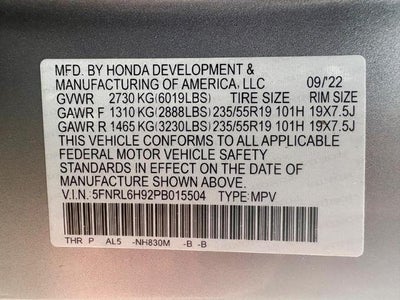 MFD. BY HONDA DEVELOPMENT &
MANUFACTURING OF AMERICA, LLC 09/'22
GVWR 2730 KG(6019LBS) TIRE SIZE RIM SIZE
GAWR F 1310 KG(2888LBS) 235/55R19 101H 19X7.5J
GAWR R 1465 KG(3230LBS) 235/55R19 101H 19X7.5J
THIS VEHICLE CONFORMS TO ALL APPLICABLE
FEDERAL MOTOR VEHICLE SAFETY
STANDARDS IN EFFECT ON THE DATE OF
MANUFACTURE SHOWN ABOVE.
V.I.N. 5FNRL6H92PB015504 TYPE: MPV
THR P AL5 -NH830M -B -B